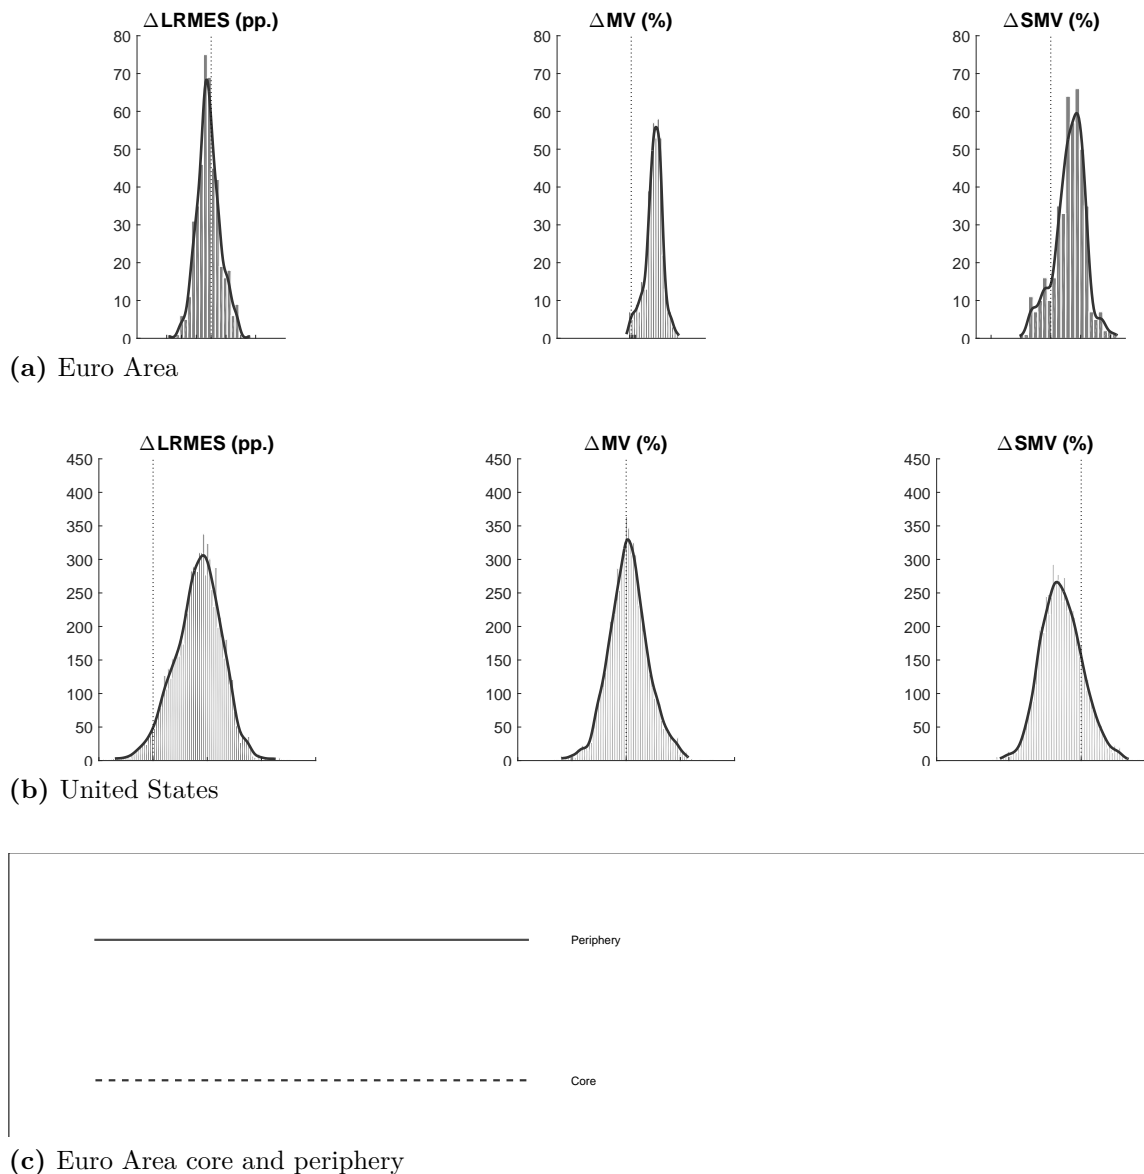 ΔLRMES (pp.) ΔMV (%) ΔSMV (%)
80 80 80
70 70 70
60 60 60
50 50 50
40 40 40
30 30 30
20 20 20
10 10 10
0 0 0
(a) Euro Area
ΔLRMES (pp.) ΔMV (%) ΔSMV (%)
450 450 450
400 400 400
350 350 350
300 300 300
250 250 250
200 200 200
150 150 150
100 100 100
50 50 50
0 0 0
(b) United States
Periphery
Core
(c) Euro Area core and periphery